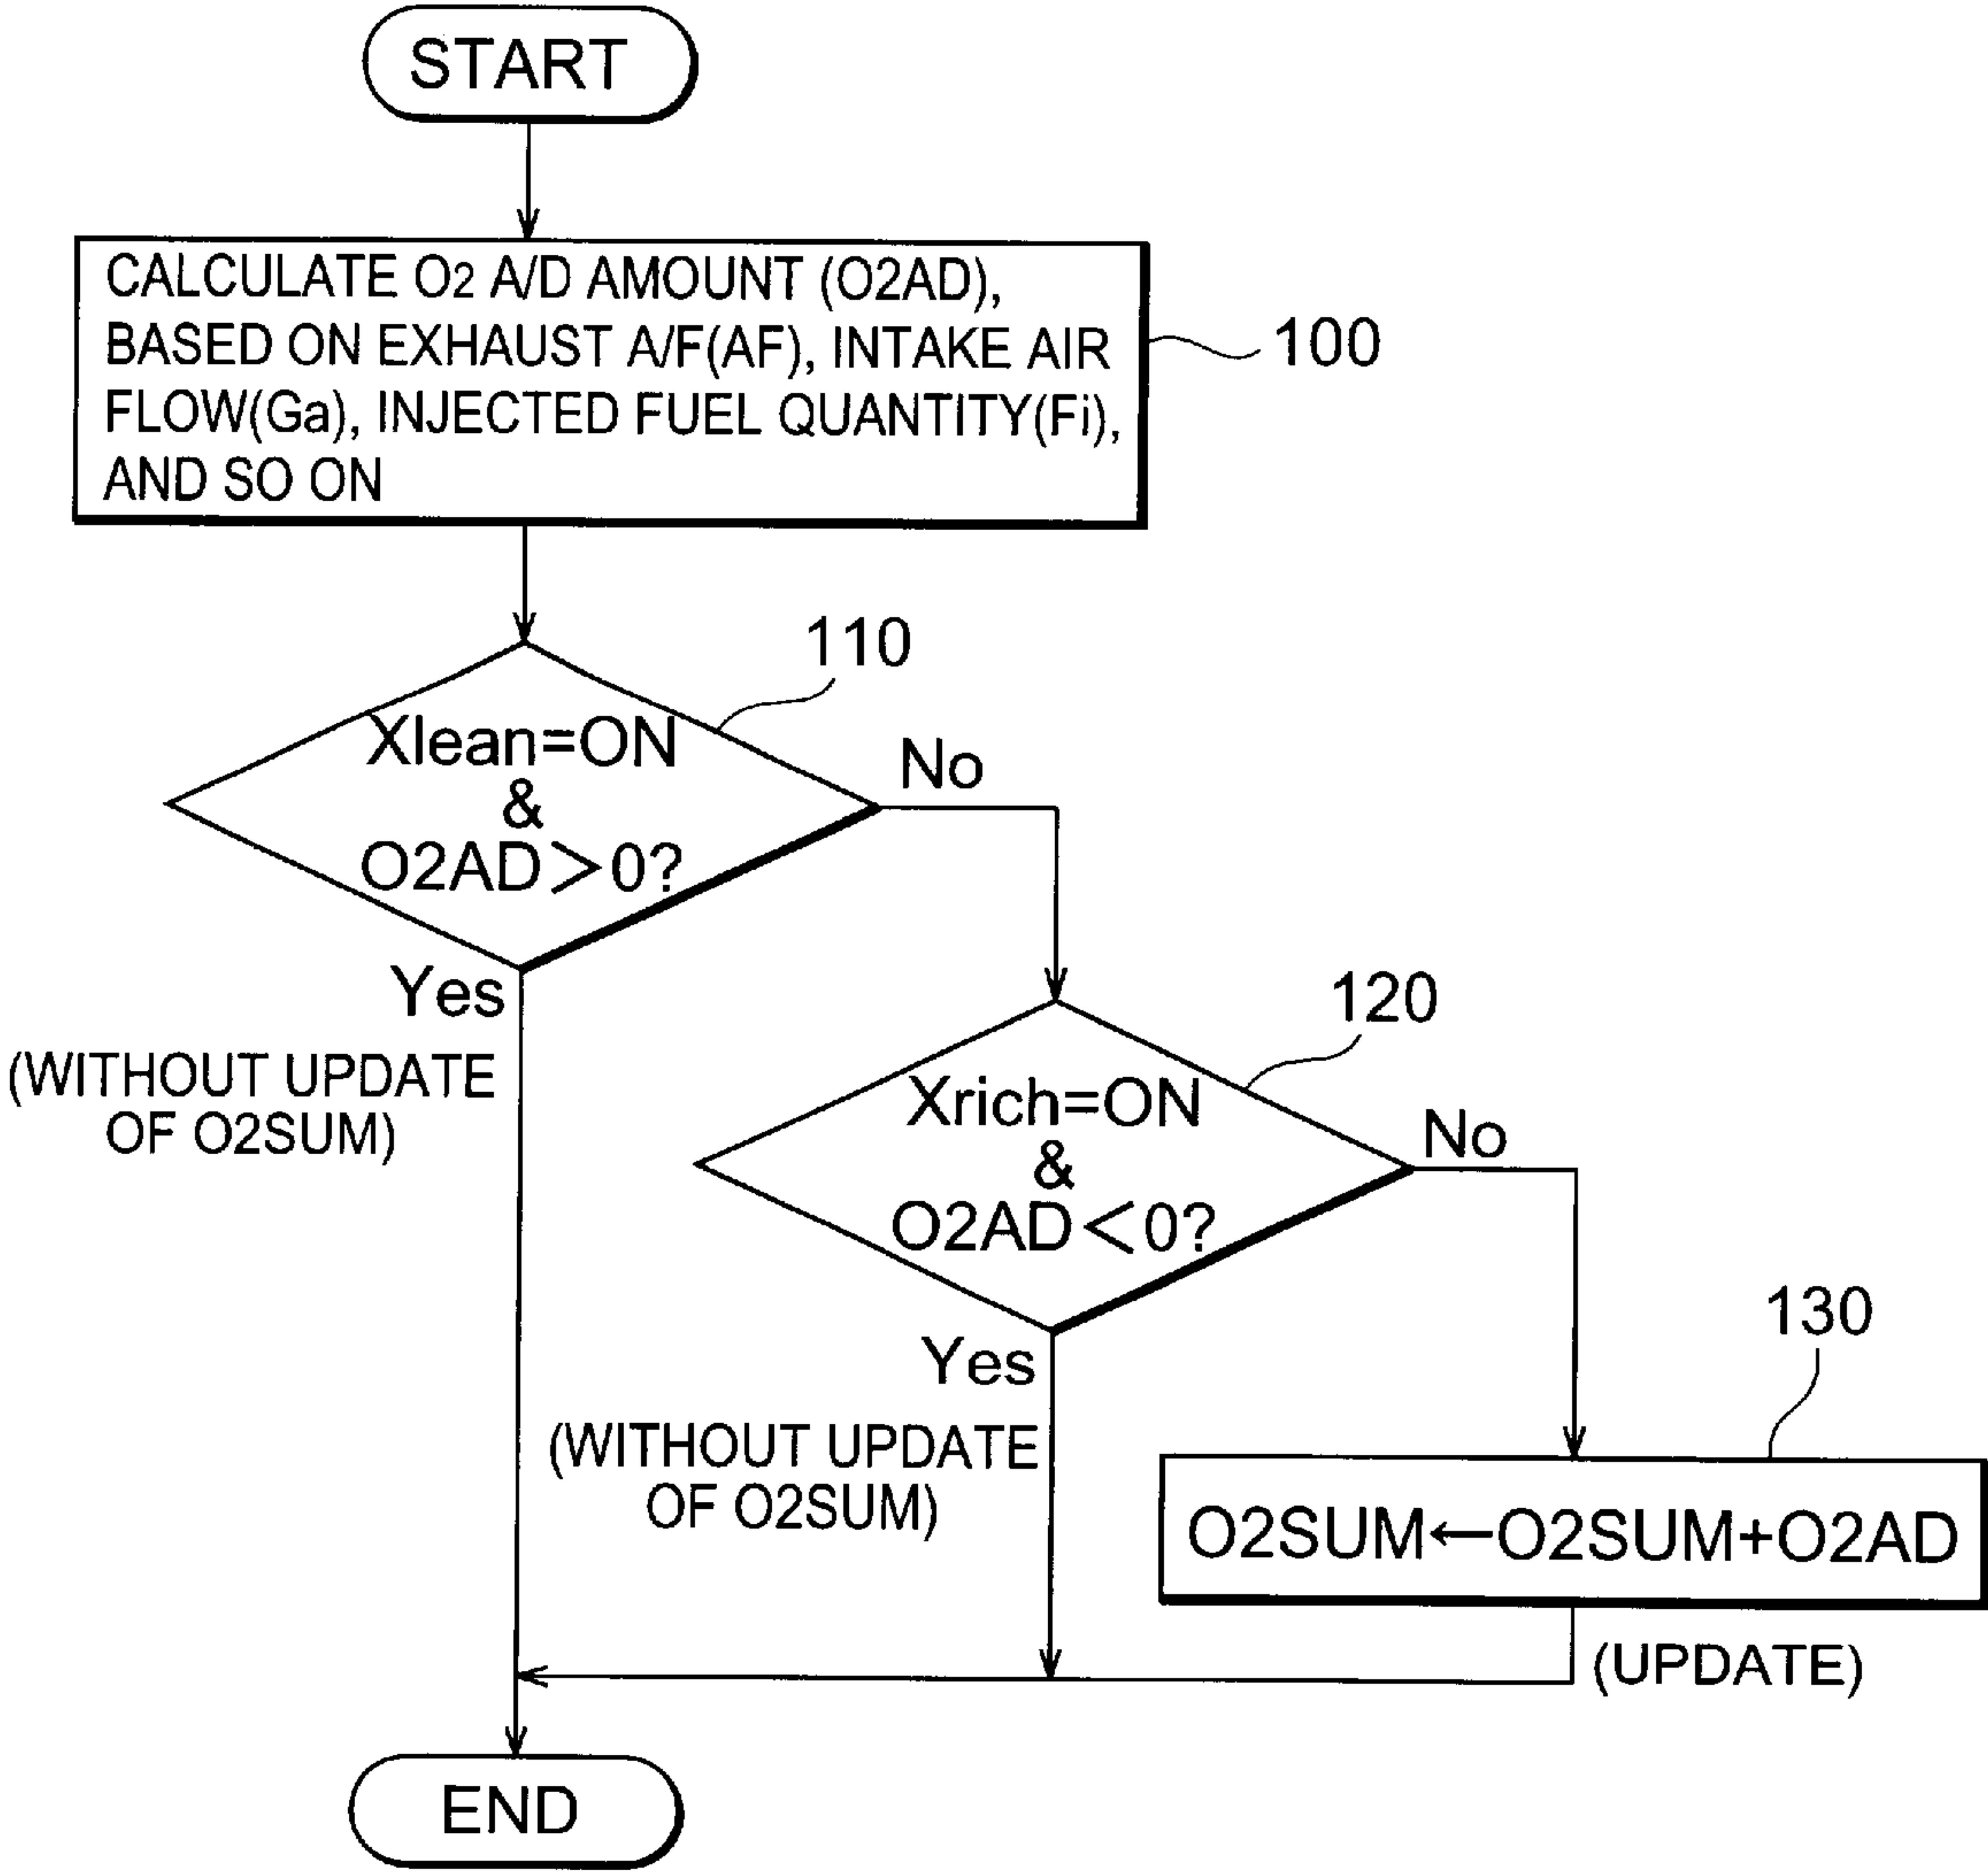 START
CALCULATE O2 A/D AMOUNT (O2AD),
BASED ON EXHAUST A/F(AF), INTAKE AIR
FLOW(Ga), INJECTED FUEL QUANTITY(Fi),
AND SO ON
100
110
Xlean=ON
&
O2AD>0?
No
Yes
(WITHOUT UPDATE
OF O2SUM)
120
Xrich=ON
&
O2AD<0?
No
Yes
(WITHOUT UPDATE
OF O2SUM)
130
O2SUM←O2SUM+O2AD
(UPDATE)
END